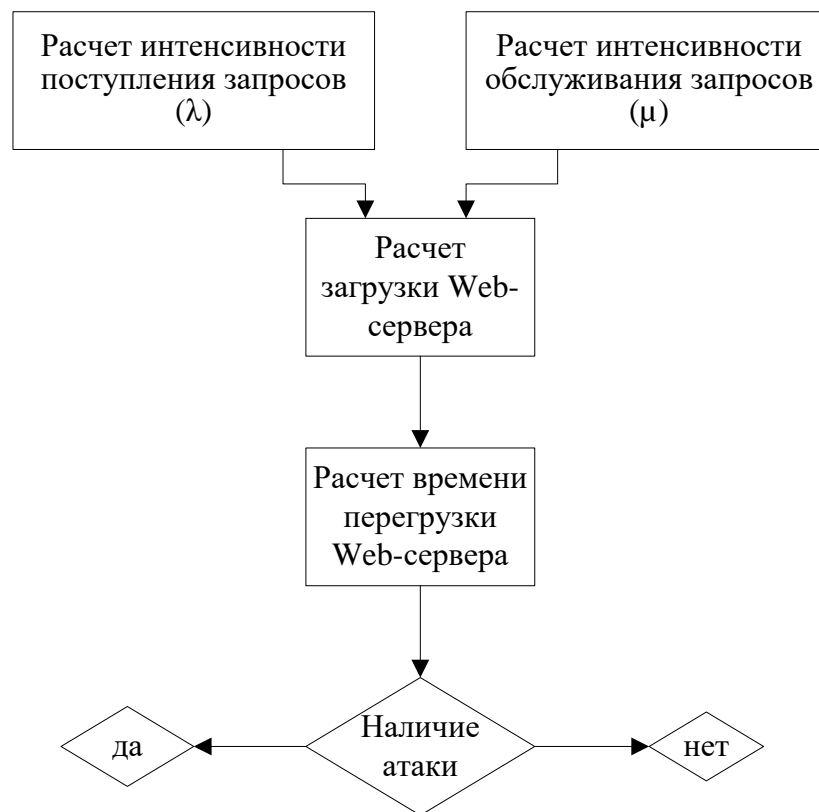 Расчет интенсивности
поступления запросов
(λ)
Расчет интенсивности
обслуживания запросов
(μ)
Расчет
загрузки Web-
сервера
Расчет времени
перегрузки
Web-сервера
Наличие
атаки
да
нет